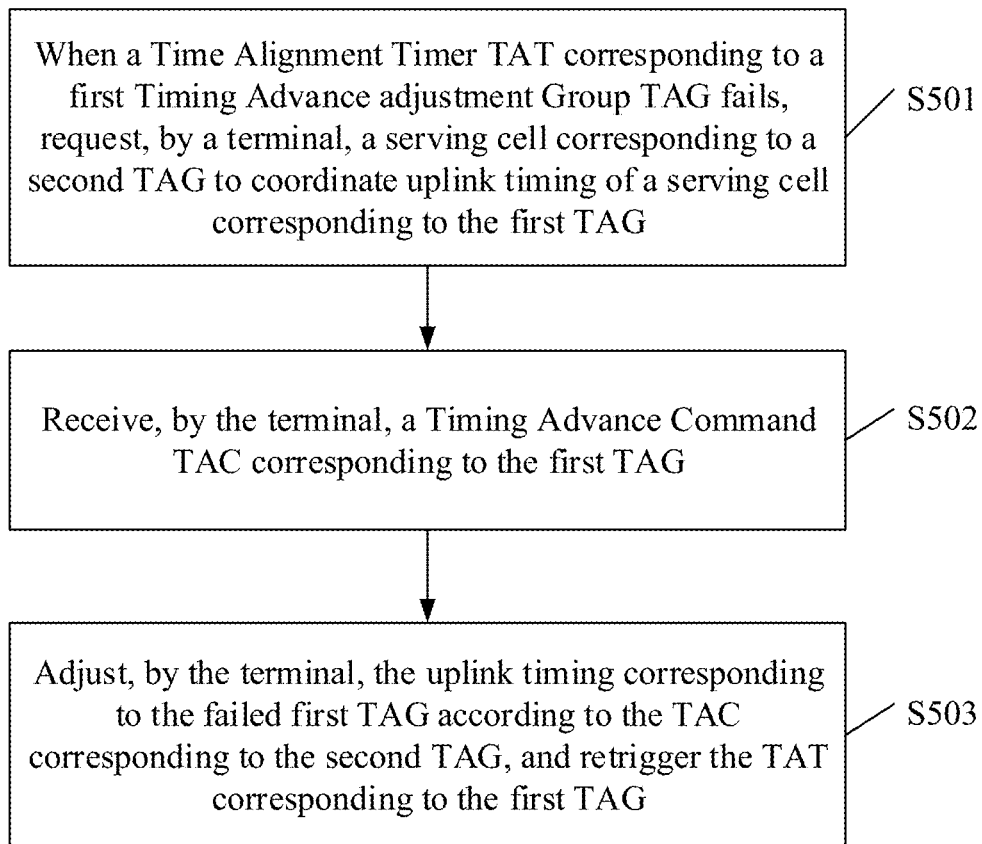 When a Time Alignment Timer TAT corresponding to a
first Timing Advance adjustment Group TAG fails,
request, by a terminal, a serving cell corresponding to a
second TAG to coordinate uplink timing of a serving cell
corresponding to the first TAG
S501
Receive, by the terminal, a Timing Advance Command
TAC corresponding to the first TAG
S502
Adjust, by the terminal, the uplink timing corresponding
to the failed first TAG according to the TAC
corresponding to the second TAG, and retrigger the TAT
corresponding to the first TAG
S503